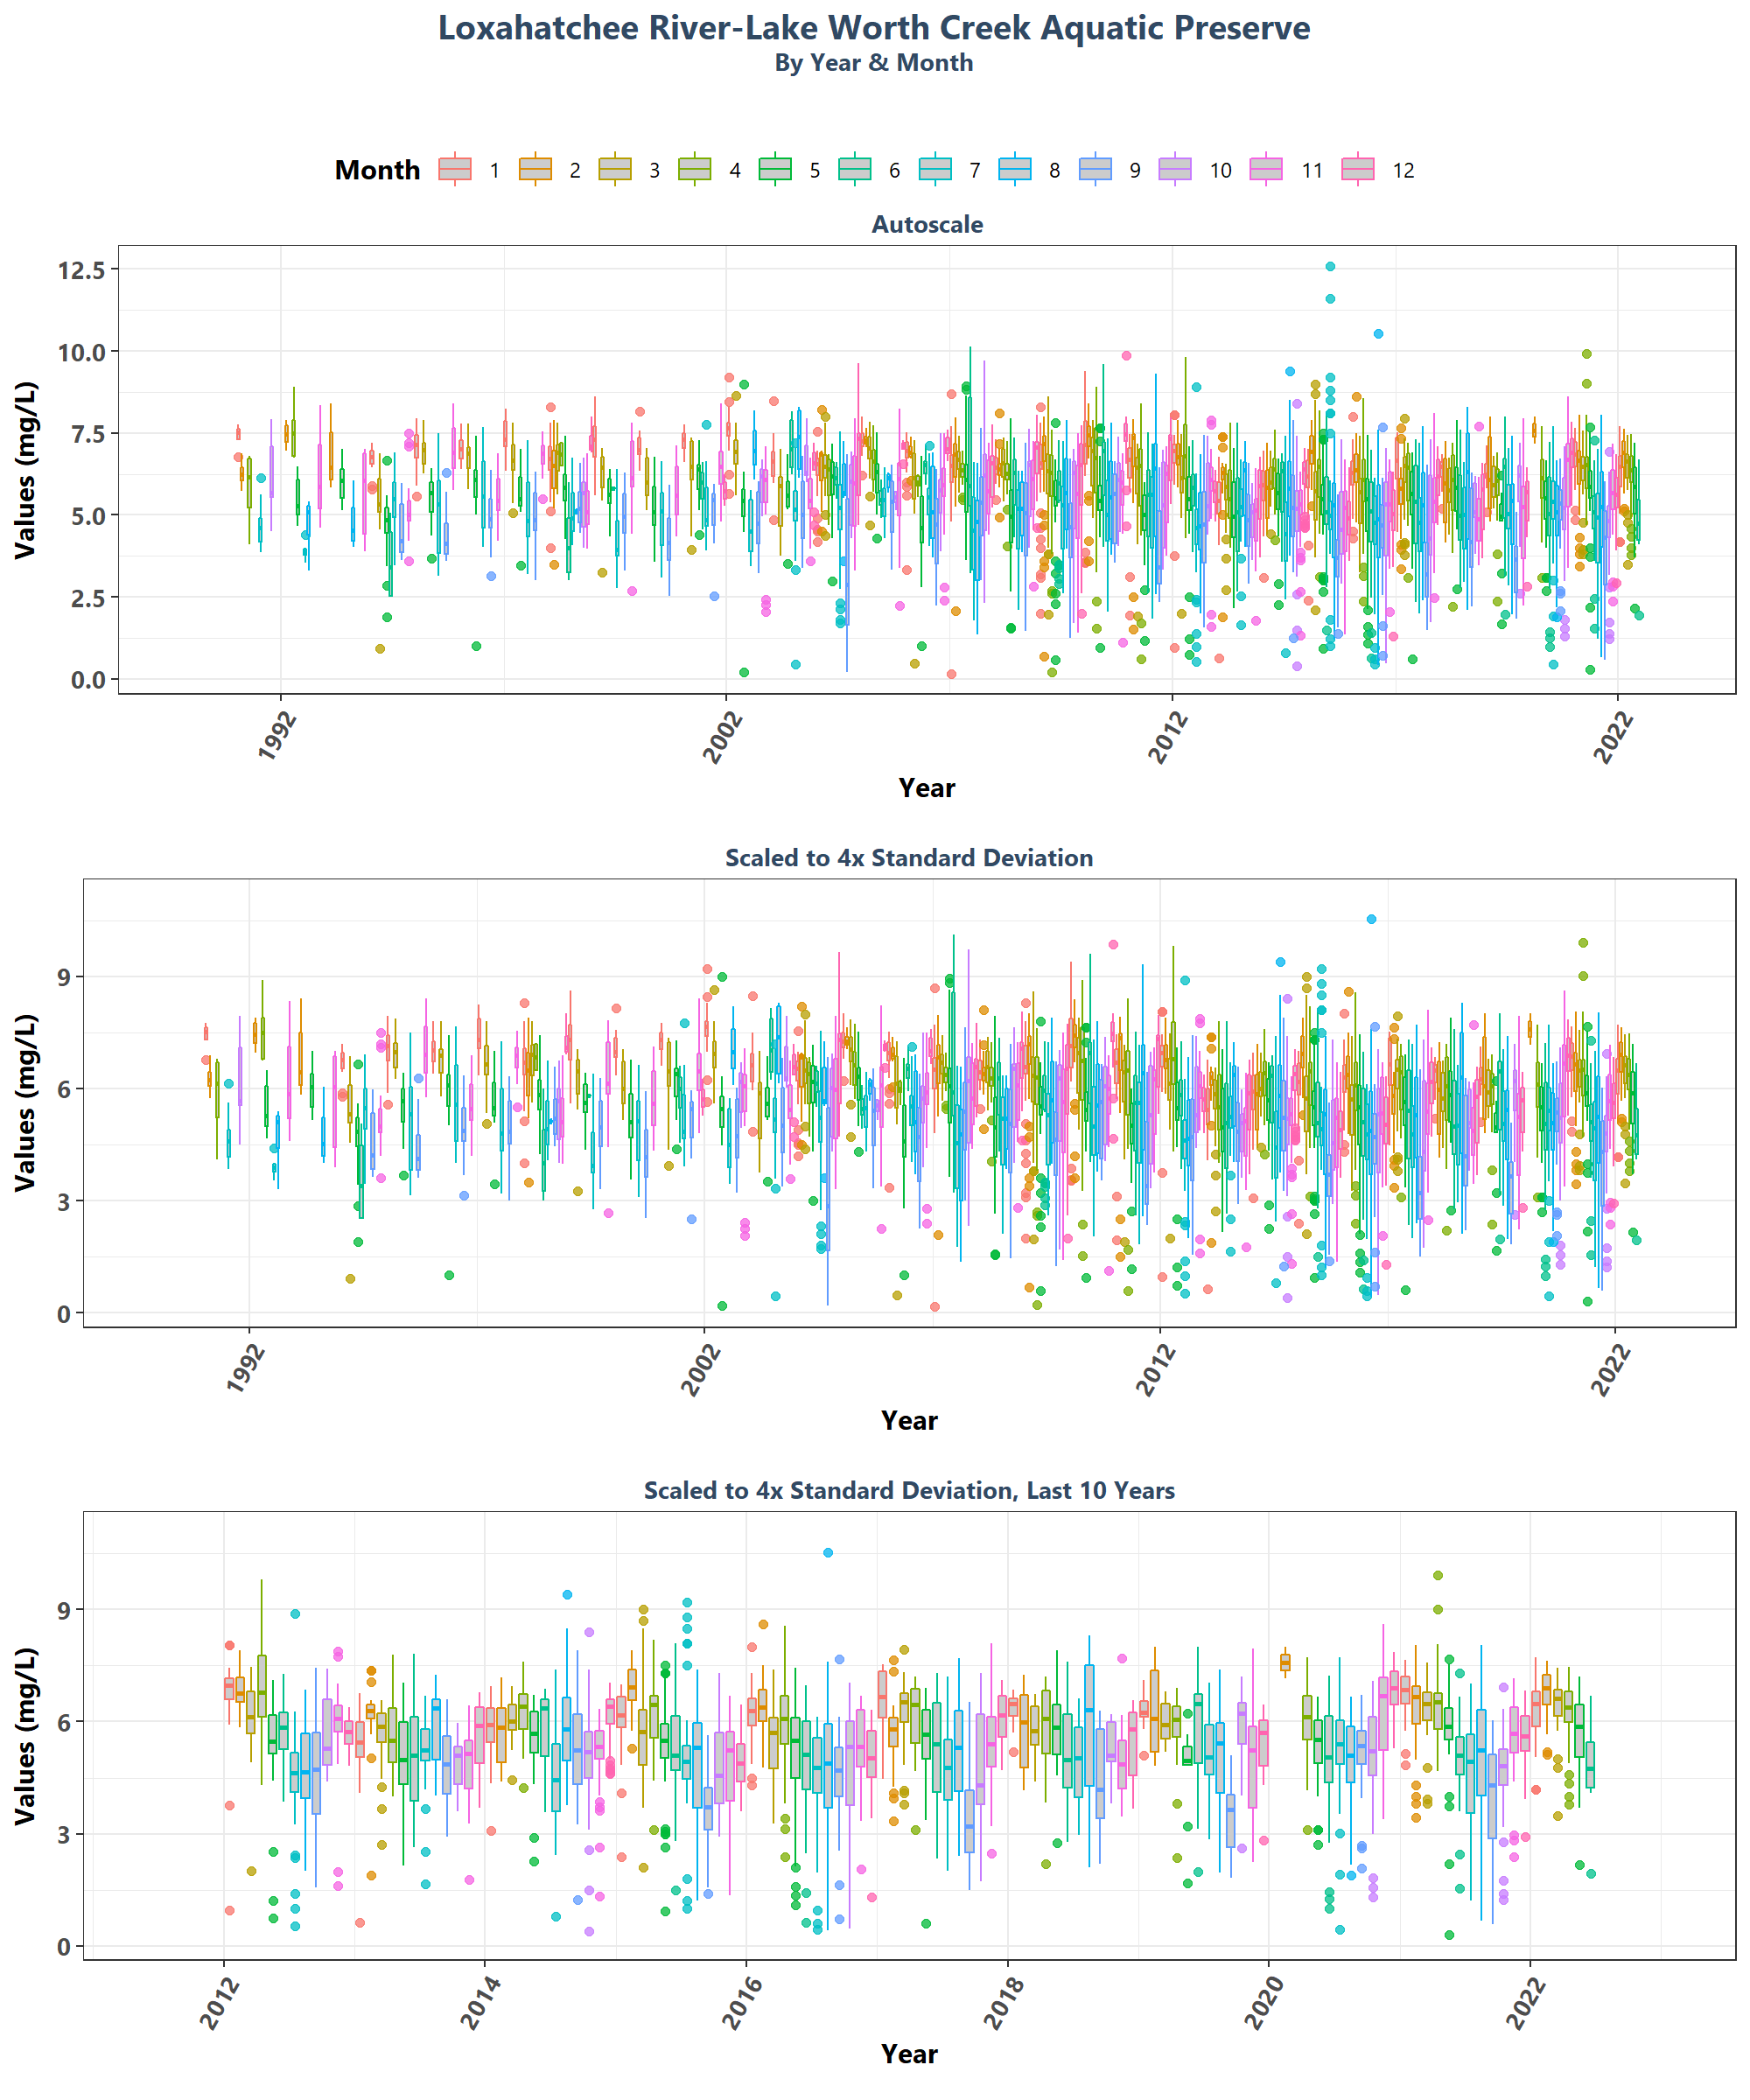 Loxahatchee River-Lake Worth Creek Aquatic Preserve
By Year & Month
Month 1 2 3 4 5 6 7 8 9 10 11 12
Autoscale
Values (mg/L)
12.5
10.0
7.5
5.0
2.5
0.0
1992 2002 2012 2022
Year
Scaled to 4x Standard Deviation
Values (mg/L)
9
6
3
0
1992 2002 2012 2022
Year
Scaled to 4x Standard Deviation, Last 10 Years
Values (mg/L)
9
6
3
0
2012 2014 2016 2018 2020 2022
Year